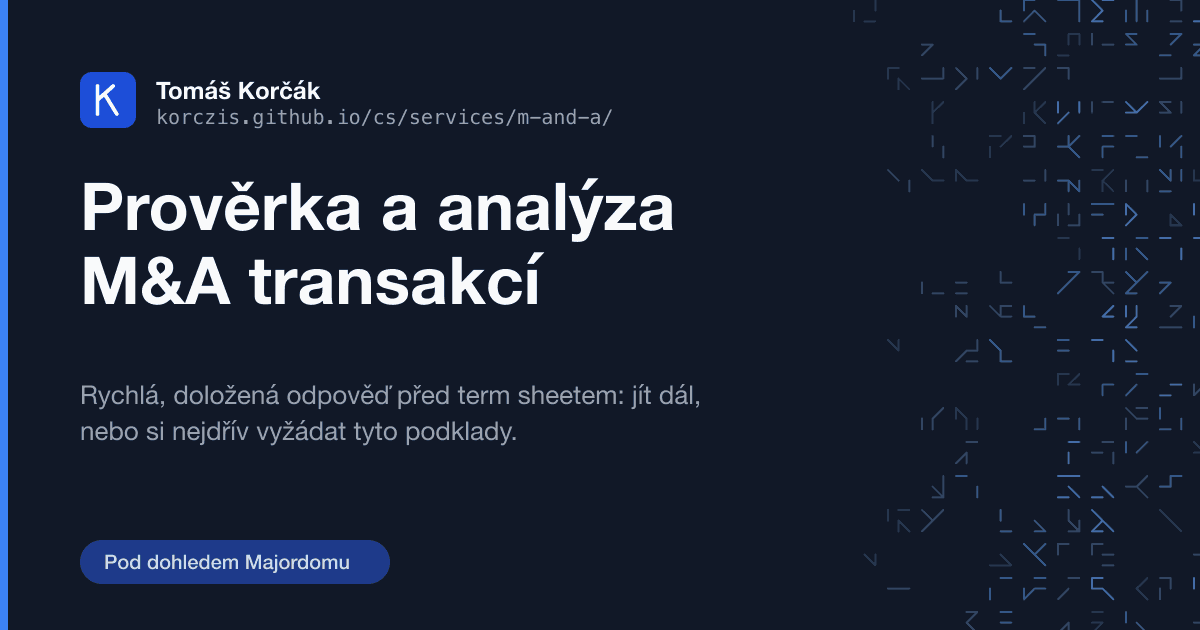 Tomáš Korčák
korczis.github.io/cs/services/m-and-a/
Prověrka a analýza
M&A transakcí
Rychlá, doložená odpověď před term sheetem: jít dál,
nebo si nejdřív vyžádat tyto podklady.
Pod dohledem Majordomu